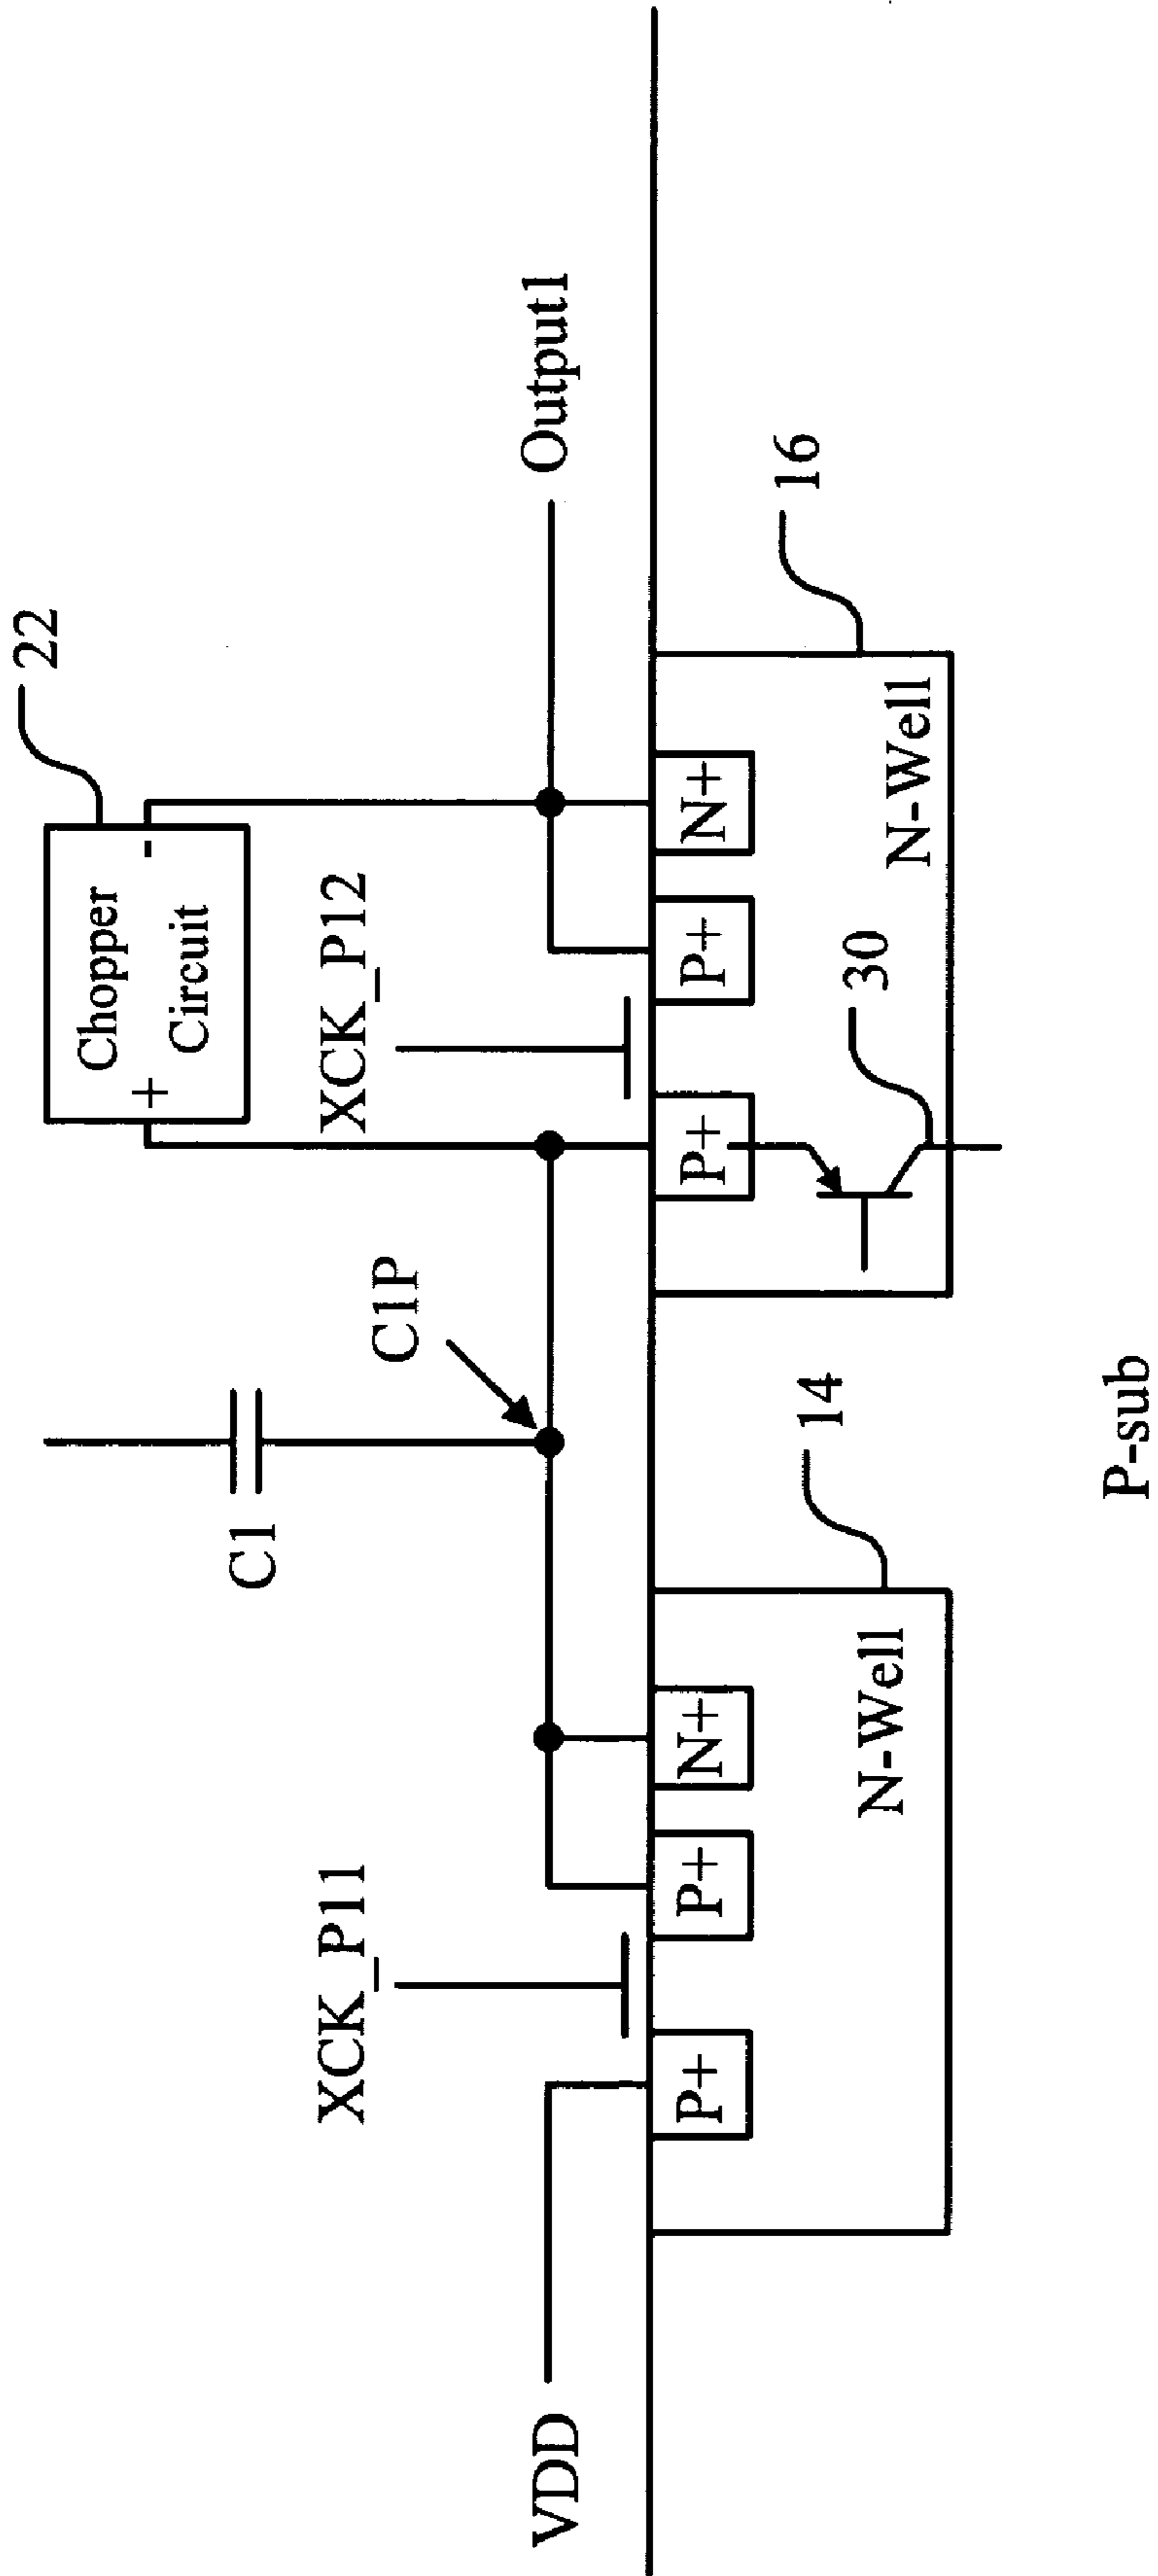 22
Chopper
Circuit
+
-
C1
XCK_P11
C1P
XCK_P12
VDD
Output1
P+
P+
N+
P+
P+
N+
N-Well
14
30
N-Well
16
P-sub